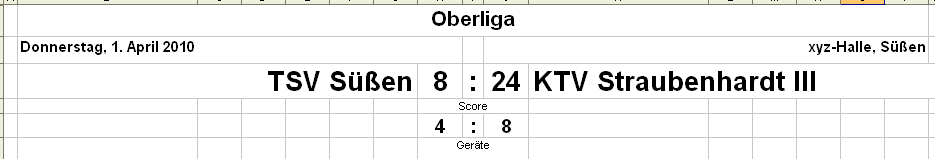 Oberliga
Donnerstag, 1. April 2010 xyz-Halle, Süßen
TSV Süßen 8 : 24 KTV Straubenhardt III
Score
4 : 8
Geräte